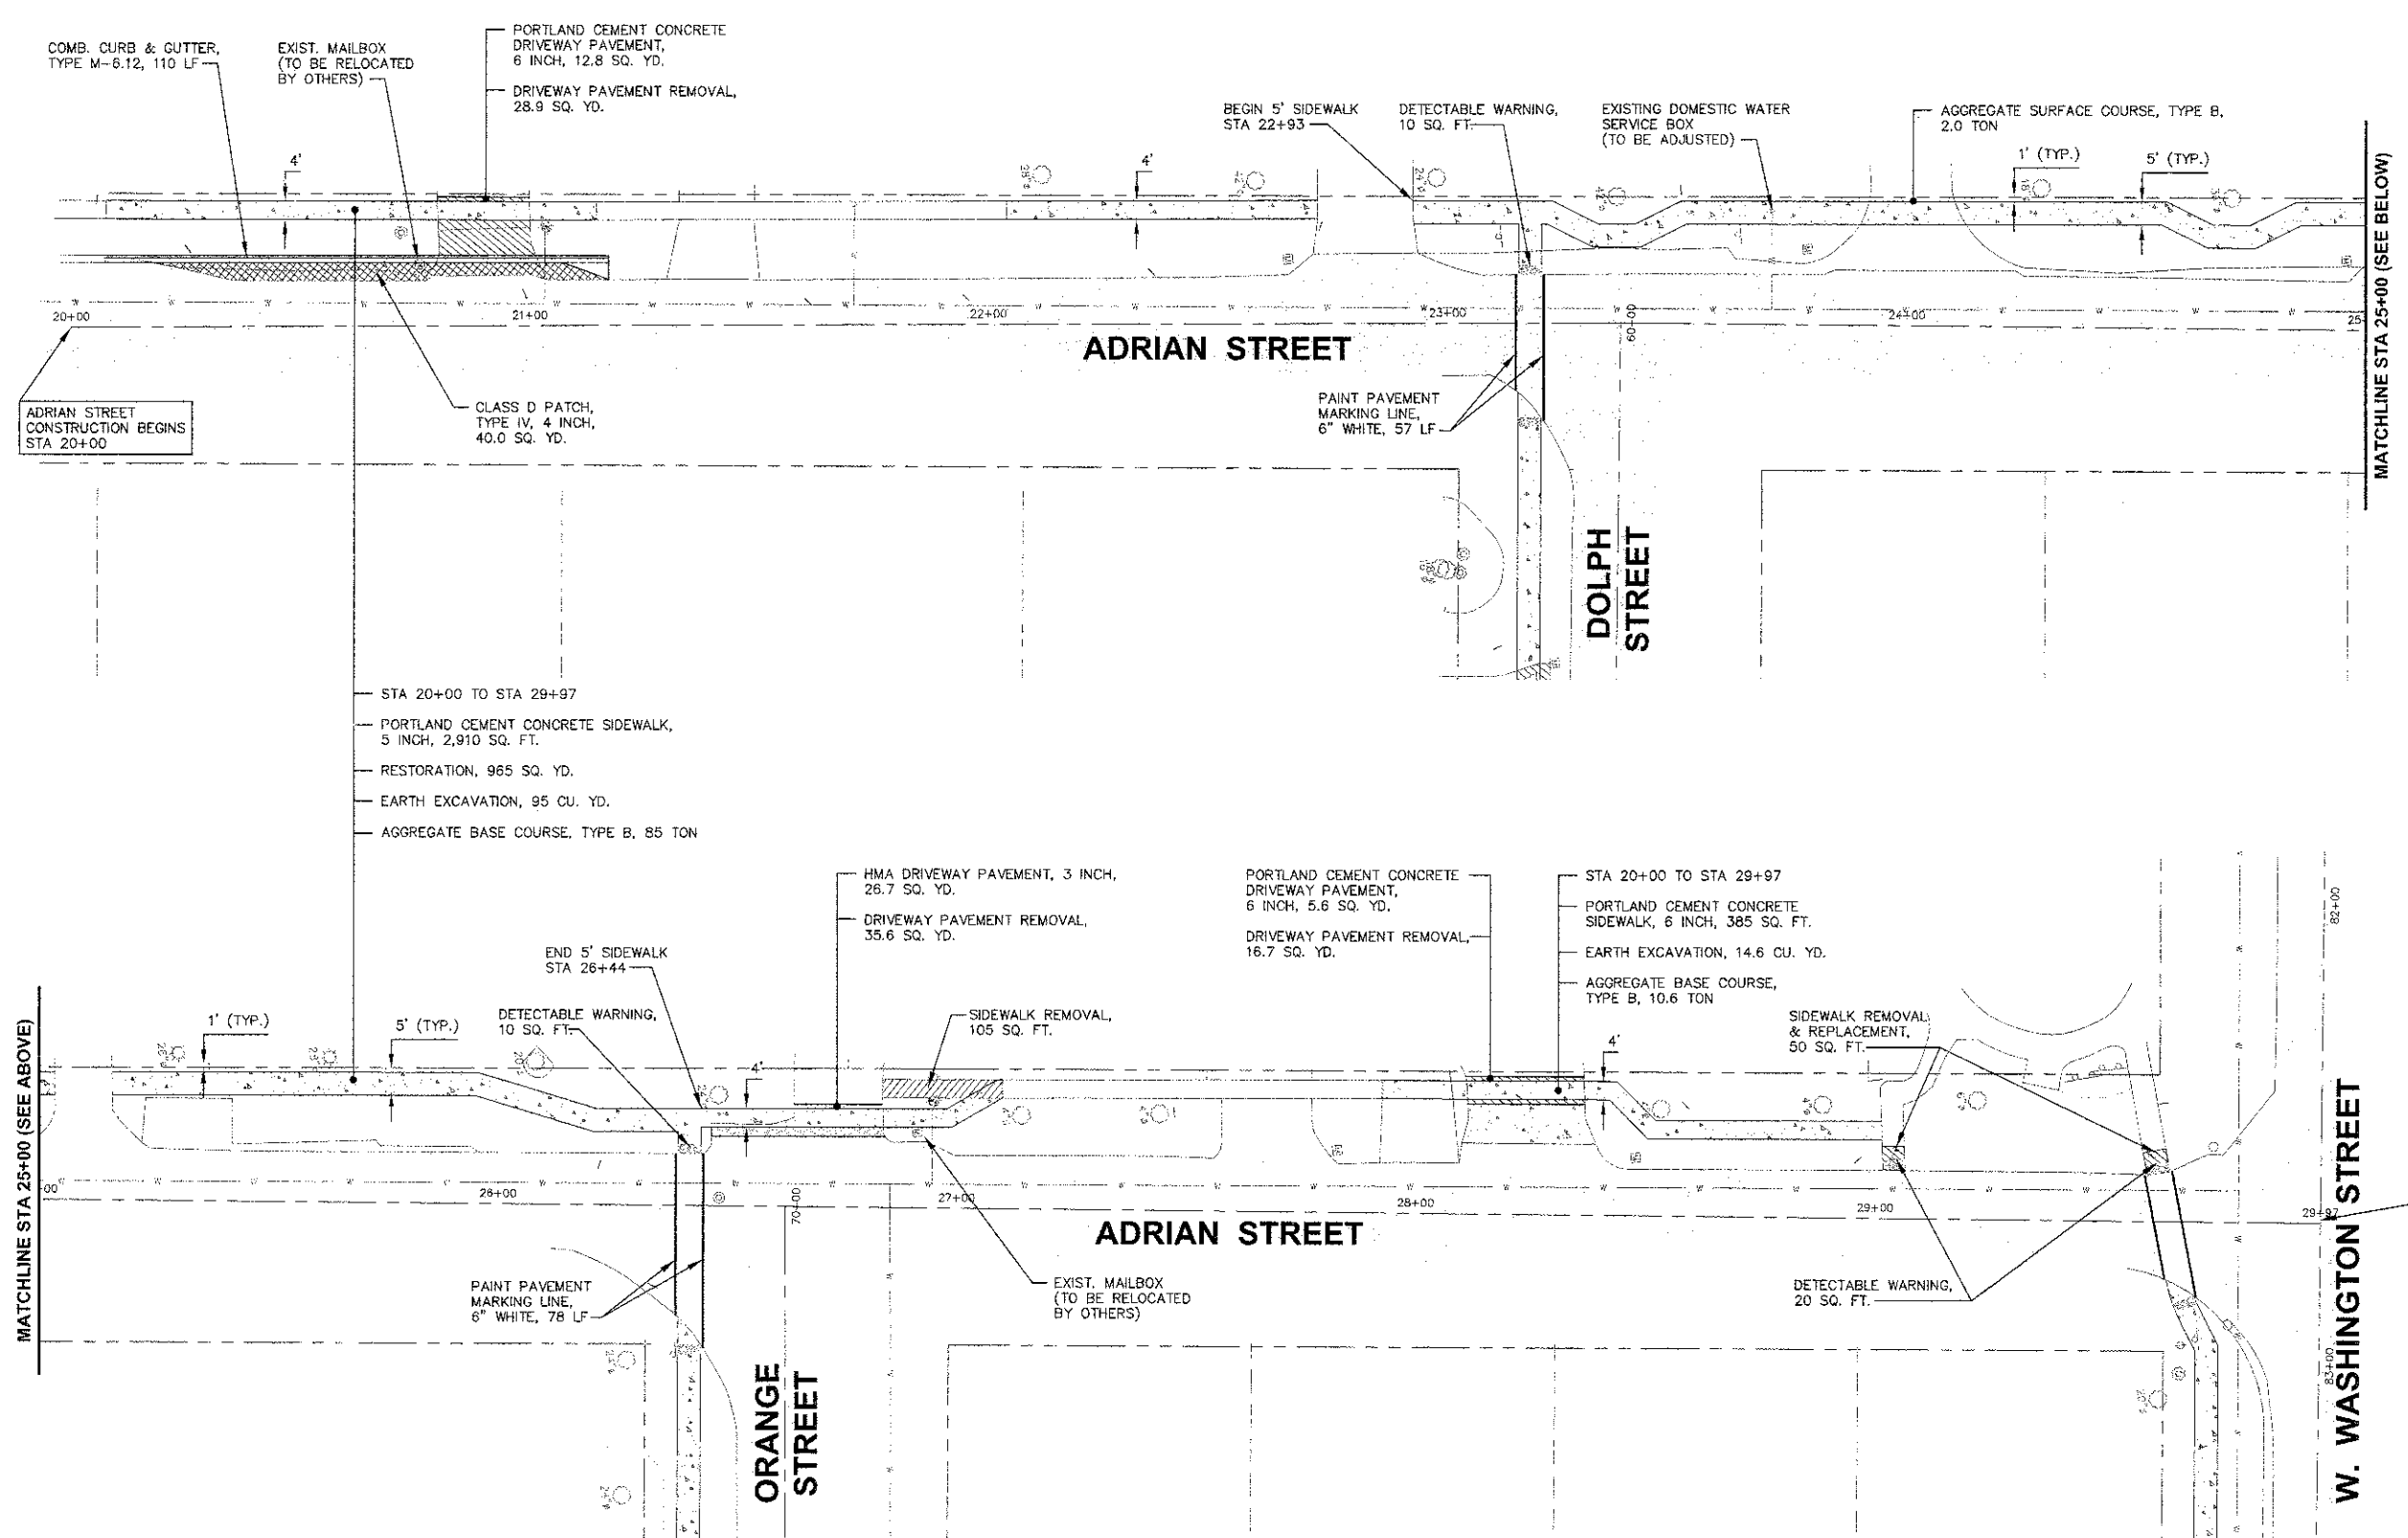 COMB. CURB & GUTTER,
TYPE M-6.12, 110 LF
EXIST. MAILBOX
(TO BE RELOCATED
BY OTHERS)
PORTLAND CEMENT CONCRETE
DRIVEWAY PAVEMENT,
6 INCH, 12.8 SQ. YD.
DRIVEWAY PAVEMENT REMOVAL,
28.9 SQ. YD.
BEGIN 5' SIDEWALK
STA 22+93
DETECTABLE WARNING,
10 SQ. FT.
EXISTING DOMESTIC WATER
SERVICE BOX
(TO BE ADJUSTED)
AGGREGATE SURFACE COURSE, TYPE B,
2.0 TON
4'
4'
1' (TYP.)
5' (TYP.)
MATCHLINE STA 25+00 (SEE BELOW)
20+00
21+00
22+00
23+00
24+00
25
60+00
ADRIAN STREET
ADRIAN STREET
CONSTRUCTION BEGINS
STA 20+00
CLASS D PATCH,
TYPE IV, 4 INCH,
40.0 SQ. YD.
PAINT PAVEMENT
MARKING LINE,
6" WHITE, 57 LF
DOLPH
STREET
STA 20+00 TO STA 29+97
PORTLAND CEMENT CONCRETE SIDEWALK,
5 INCH, 2,910 SQ. FT.
RESTORATION, 965 SQ. YD.
EARTH EXCAVATION, 95 CU. YD.
AGGREGATE BASE COURSE, TYPE B, 85 TON
HMA DRIVEWAY PAVEMENT, 3 INCH,
26.7 SQ. YD.
DRIVEWAY PAVEMENT REMOVAL,
35.6 SQ. YD.
PORTLAND CEMENT CONCRETE
DRIVEWAY PAVEMENT,
6 INCH, 5.6 SQ. YD.
DRIVEWAY PAVEMENT REMOVAL,
16.7 SQ. YD.
STA 20+00 TO STA 29+97
PORTLAND CEMENT CONCRETE
SIDEWALK, 6 INCH, 385 SQ. FT.
EARTH EXCAVATION, 14.6 CU. YD.
AGGREGATE BASE COURSE,
TYPE B, 10.6 TON
82+00
END 5' SIDEWALK
STA 26+44
DETECTABLE WARNING,
10 SQ. FT.
SIDEWALK REMOVAL,
105 SQ. FT.
SIDEWALK REMOVAL
& REPLACEMENT,
50 SQ. FT.
1' (TYP.)
5' (TYP.)
4'
4'
MATCHLINE STA 25+00 (SEE ABOVE)
00
26+00
27+00
28+00
29+00
29+97
70+00
ADRIAN STREET
PAINT PAVEMENT
MARKING LINE,
6" WHITE, 78 LF
EXIST. MAILBOX
(TO BE RELOCATED
BY OTHERS)
DETECTABLE WARNING,
20 SQ. FT.
83+00
ORANGE
STREET
W. WASHINGTON STREET